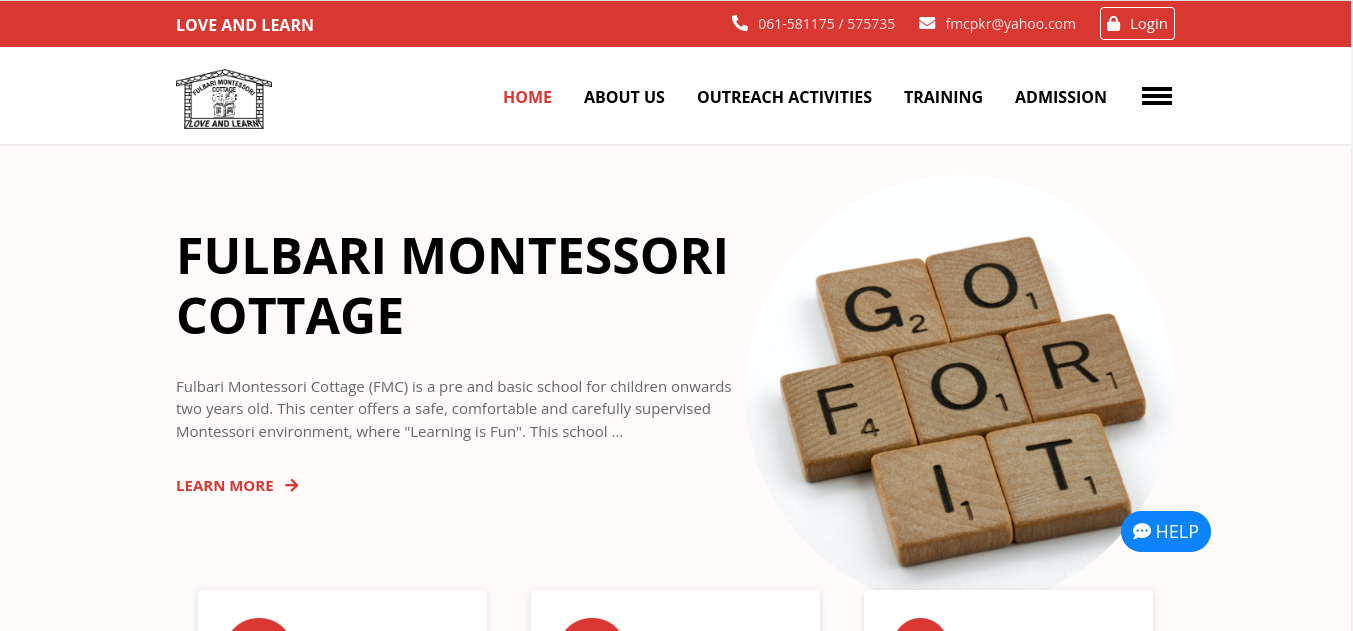 LOVE AND LEARN
061-581175 / 575735
fmcpkr@yahoo.com
Login
FULBARI MONTESSORI
COTTAGE
LOVE AND LEARN
HOME
ABOUT US
OUTREACH ACTIVITIES
TRAINING
ADMISSION
FULBARI MONTESSORI
COTTAGE
Fulbari Montessori Cottage (FMC) is a pre and basic school for children onwards
two years old. This center offers a safe, comfortable and carefully supervised
Montessori environment, where "Learning is Fun". This school ...
LEARN MORE
G2 O1
F4 O1 R1
I1 T1
HELP